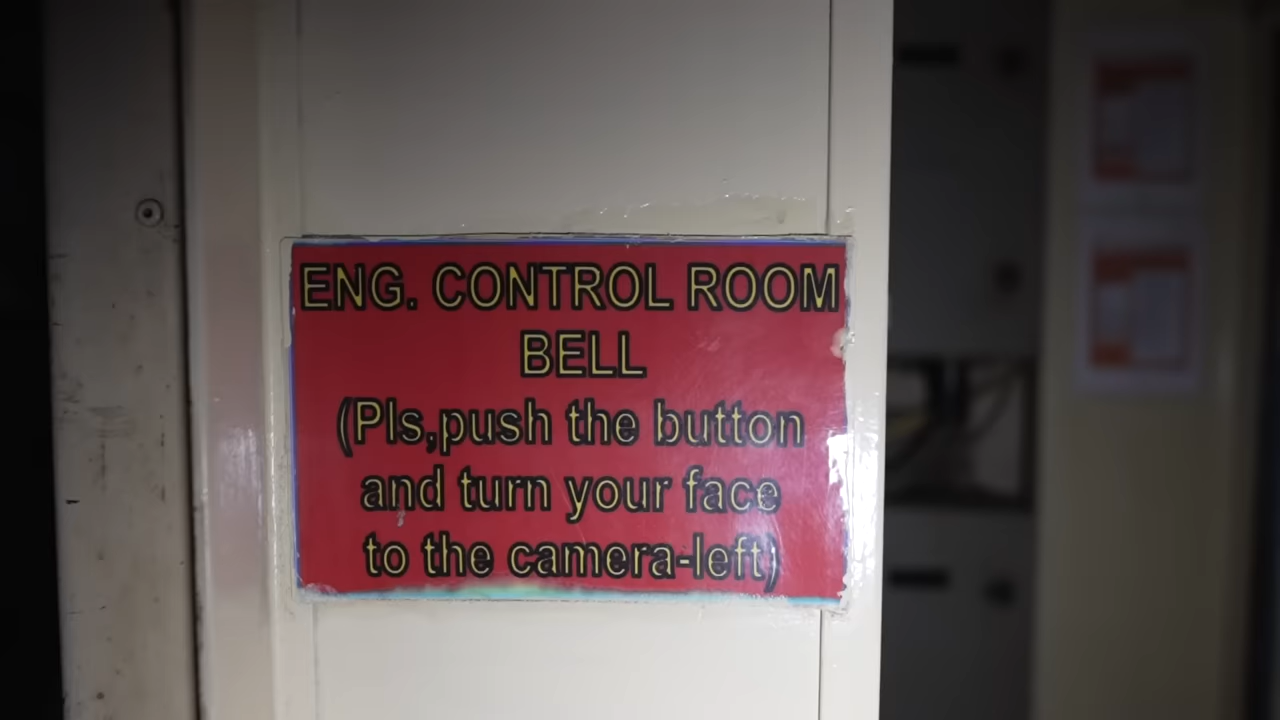 ENG. CONTROL ROOM
BELL
(Pls,push the button
and turn your face
to the camera-left)